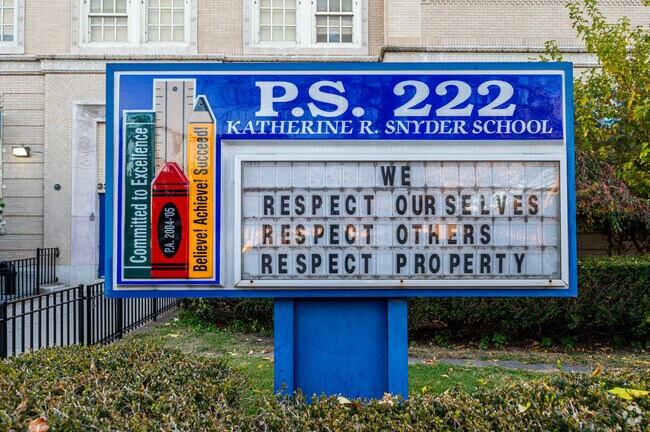 P.S. 222
KATHERINE R. SNYDER SCHOOL
Committed to Excellence
P.A. 2004-05
Believe! Achieve! Succeed!
WE
RESPECT OURSELVES
RESPECT OTHERS
RESPECT PROPERTY